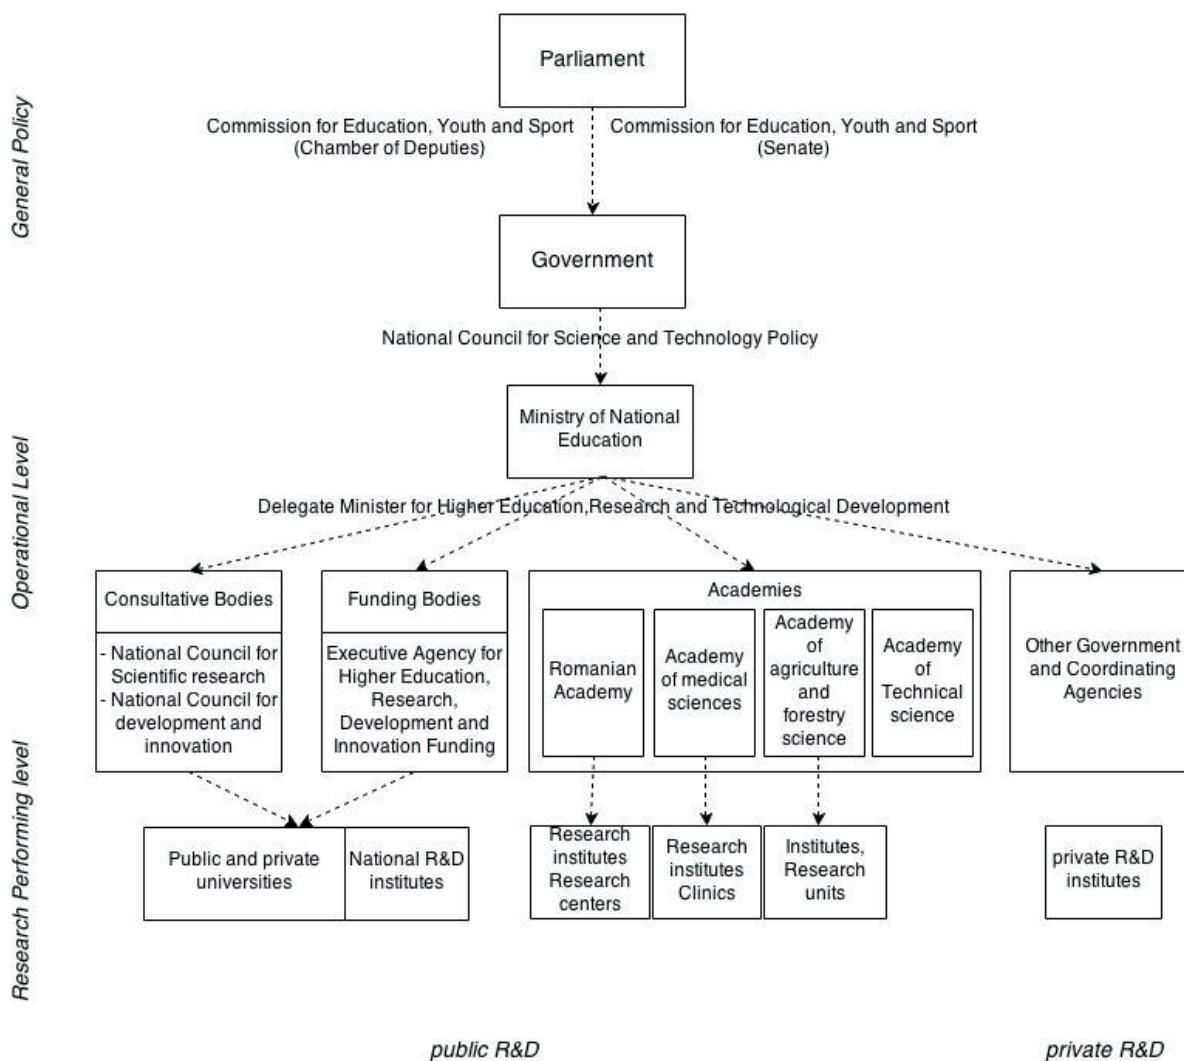 General Policy
Parliament
Commission for Education, Youth and Sport
(Chamber of Deputies)
Commission for Education, Youth and Sport
(Senate)
Government
National Council for Science and Technology Policy
Operational Level
Ministry of National
Education
Delegate Minister for Higher Education,Research and Technological Development
Consultative Bodies
- National Council for
Scientific research
- National Council for
development and
innovation
Funding Bodies
Executive Agency for
Higher Education,
Research,
Development and
Innovation Funding
Academies
Romanian
Academy
Academy
of medical
sciences
Academy
of
agriculture
and
forestry
science
Academy
of
Technical
science
Other Government
and Coordinating
Agencies
Research Performing level
Public and private
universities
National R&D
institutes
Research
institutes
Research
centers
Research
institutes
Clinics
Institutes,
Research
units
private R&D
institutes
public R&D
private R&D